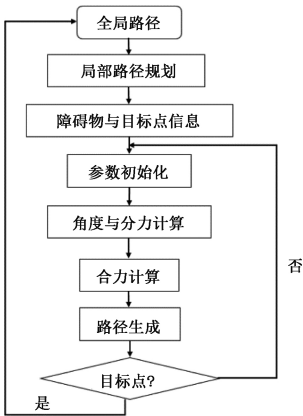 全局路径
局部路径规划
障碍物与目标点信息
参数初始化
角度与分力计算
合力计算
路径生成
目标点?
是
否